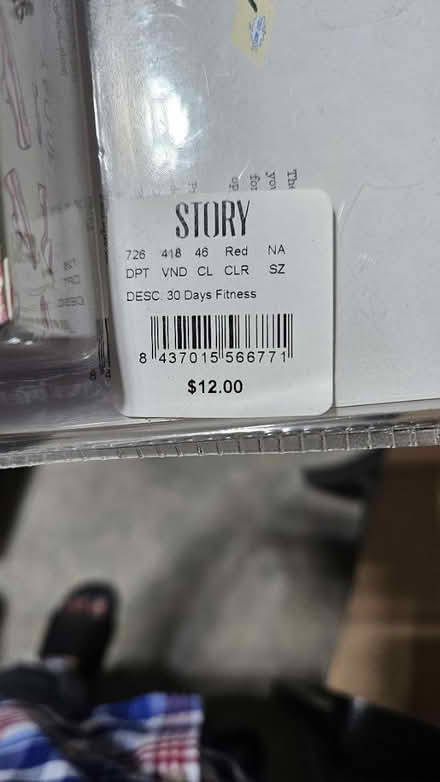 STORY
726 418 46 Red NA
DPT VND CL CLR SZ
DESC. 30 Days Fitness
8 437015 566771
$12.00